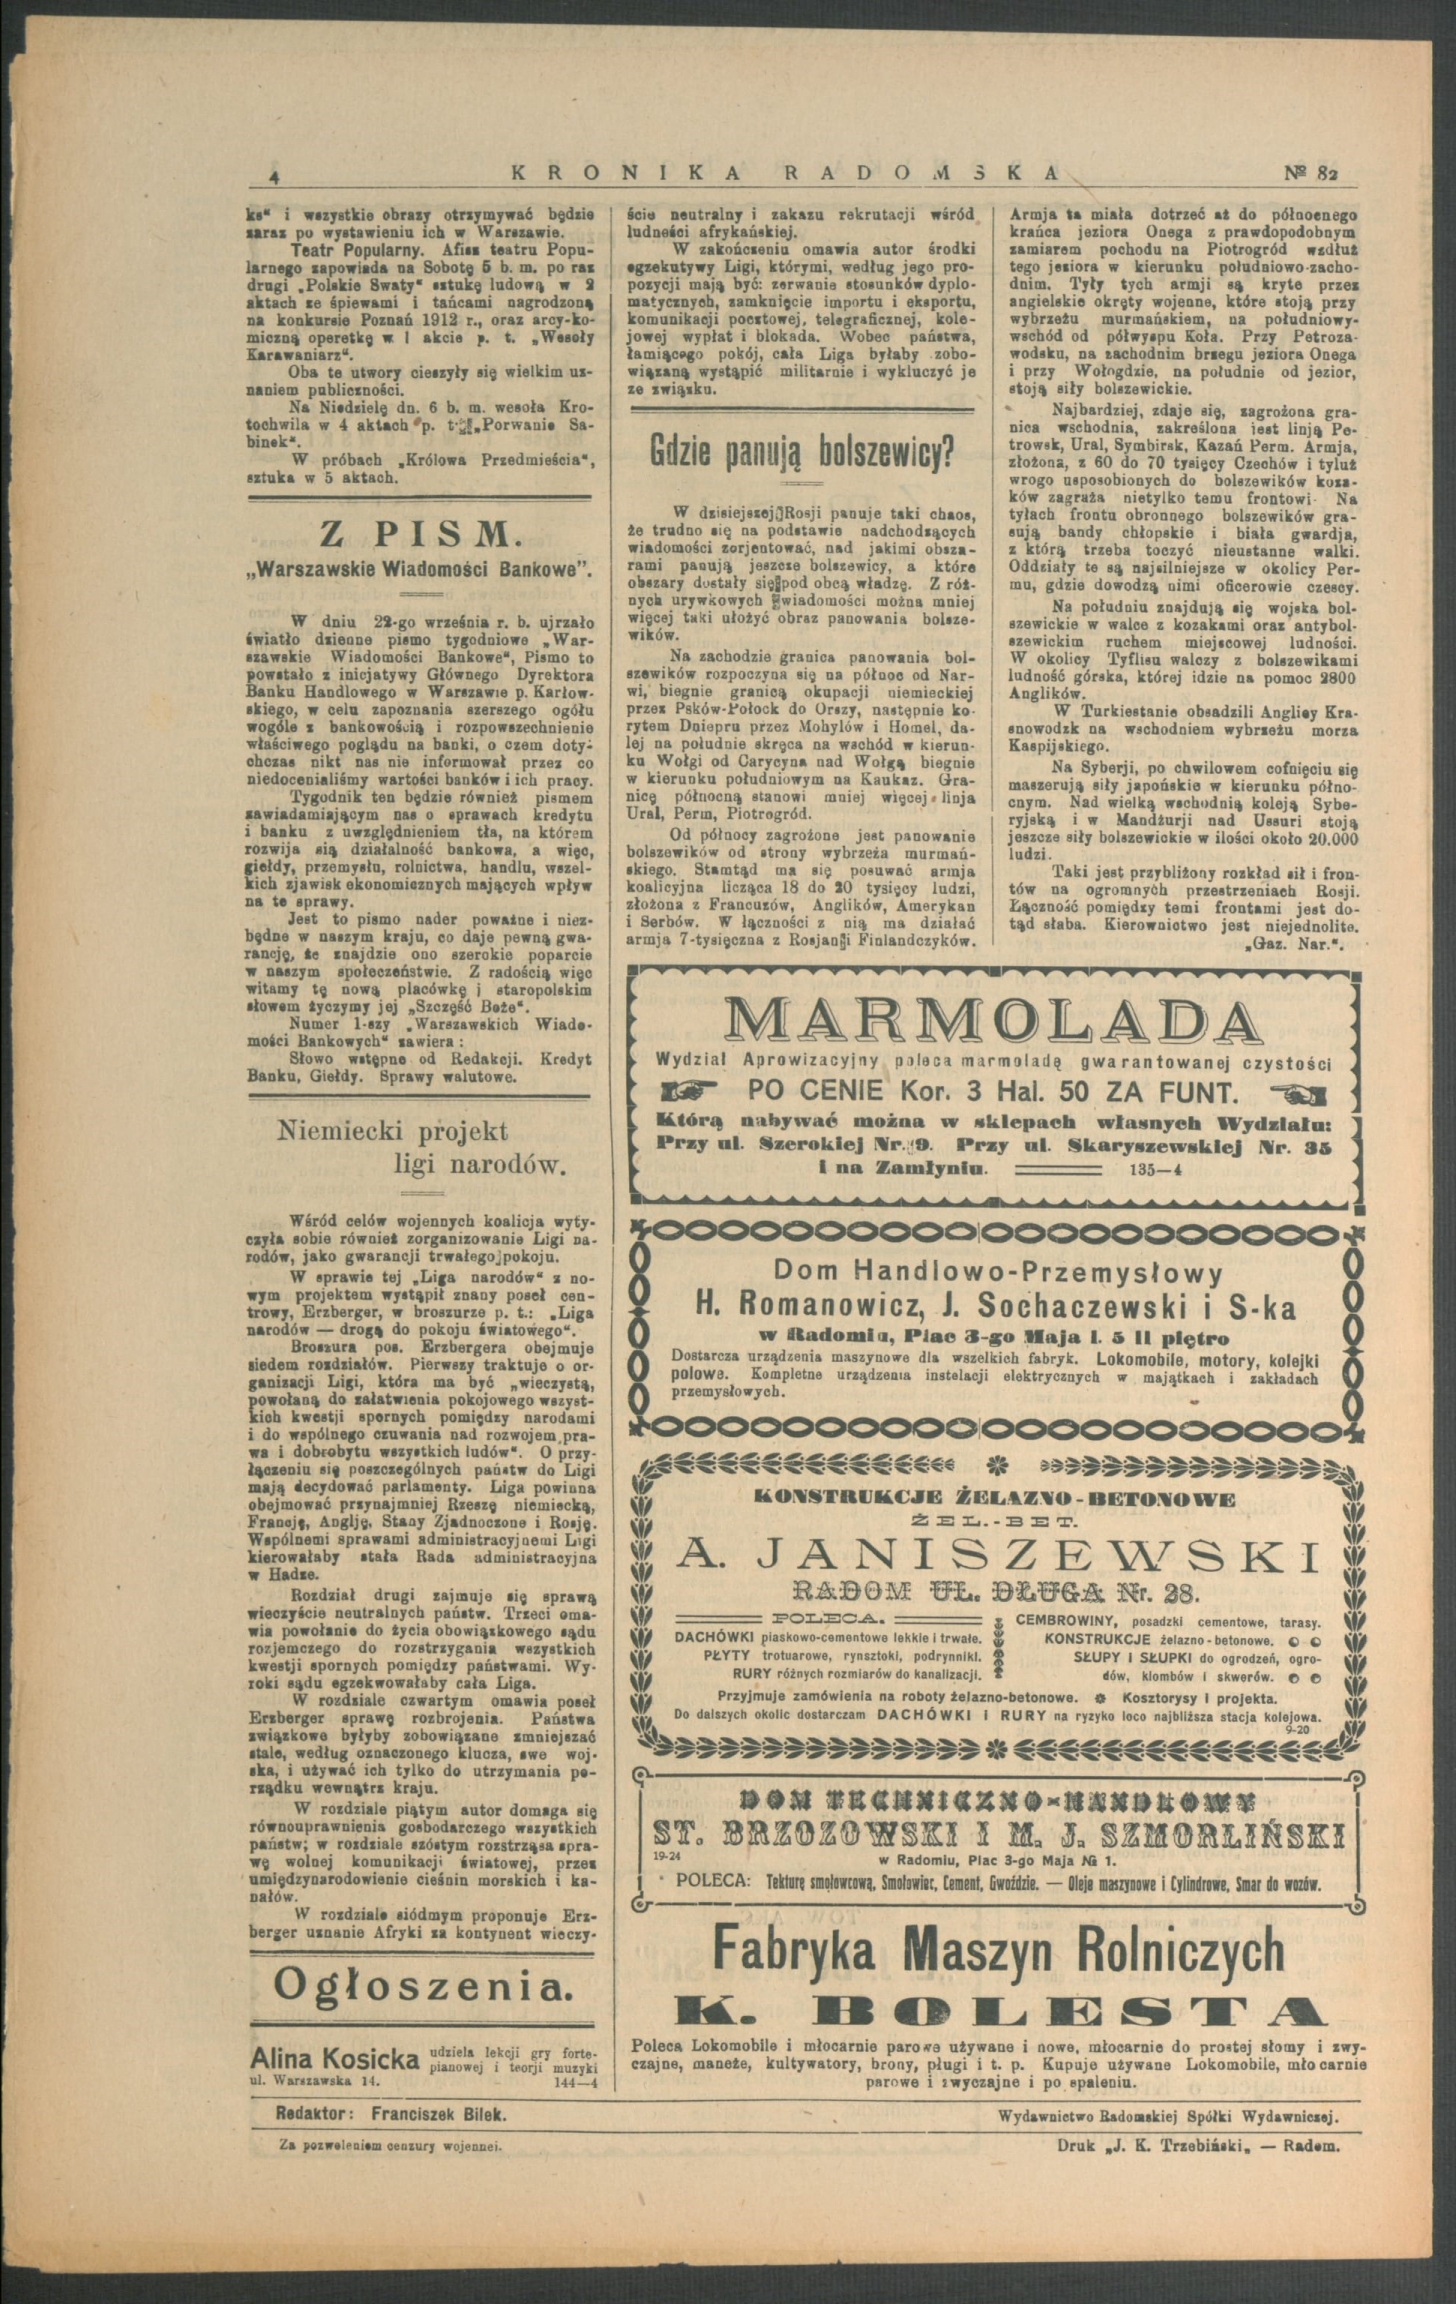 4
KRONIKA RADOMSKA
№ 82
ks" i wszystkie obrazy otrzymywać będzie
zaraz po wystawieniu ich w Warszawie.
Teatr Popularny. Afisz teatru Popu-
larnego zapowiada na Sobotę 5 b. m. po raz
drugi „Polskie Swaty" sztukę ludową w 2
aktach ze śpiewami i tańcami nagrodzoną
na konkursie Poznań 1912 r., oraz arcy-ko-
miczną operetkę w 1 akcie p. t. „Wesoły
Karawaniarz".
Oba te utwory cieszyły się wielkim uz-
naniem publiczności.
Na Niedzielę dn. 6 b. m. wesoła Kro-
tochwila w 4 aktach p. t. „Porwanie Sa-
binek".
W próbach „Królowa Przedmieścia",
sztuka w 5 aktach.
Z PISM.
„Warszawskie Wiadomości Bankowe".
W dniu 22-go września r. b. ujrzało
światło dzienne pismo tygodniowe „War-
szawskie Wiadomości Bankowe", Pismo to
powstało z inicjatywy Głównego Dyrektora
Banku Handlowego w Warszawie p. Karłow-
skiego, w celu zapoznania szerszego ogółu
wogóle z bankowością i rozpowszechnienie
właściwego poglądu na banki, o czem doty-
chczas nikt nas nie informował przez co
niedocenialiśmy wartości banków i ich pracy.
Tygodnik ten będzie również pismem
zawiadamiającym nas o sprawach kredytu
i banku z uwzględnieniem tła, na którem
rozwija się działalność bankowa, a więc,
giełdy, przemysłu, rolnictwa, handlu, wszel-
kich zjawisk ekonomicznych mających wpływ
na te sprawy.
Jest to pismo nader poważne i niez-
będne w naszym kraju, co daje pewną gwa-
rancję, że znajdzie ono szerokie poparcie
w naszym społeczeństwie. Z radością więc
witamy tę nową placówkę i staropolskim
słowem życzymy jej „Szczęść Boże".
Numer 1-szy „Warszawskich Wiado-
mości Bankowych" zawiera :
Słowo wstępne od Redakcji. Kredyt
Banku, Giełdy. Sprawy walutowe.
Niemiecki projekt
ligi narodów.
Wśród celów wojennych koalicja wyty-
czyła sobie również zorganizowanie Ligi na-
rodów, jako gwarancji trwałego pokoju.
W sprawie tej „Liga narodów" z no-
wym projektem wystąpił znany poseł cen-
trowy, Erzberger, w broszurze p. t.: „Liga
narodów — drogą do pokoju światowego".
Broszura pos. Erzbergera obejmuje
siedem rozdziałów. Pierwszy traktuje o or-
ganizacji Ligi, która ma być „wieczystą,
powołaną do załatwienia pokojowego wszyst-
kich kwestji spornych pomiędzy narodami
i do wspólnego czuwania nad rozwojem pra-
wa i dobrobytu wszystkich ludów". O przy-
łączeniu się poszczególnych państw do Ligi
mają decydować parlamenty. Liga powinna
obejmować przynajmniej Rzeszę niemiecką,
Francję, Anglję, Stany Zjadnoczone i Rosję.
Wspólnemi sprawami administracyjnemi Ligi
kierowałaby stała Rada administracyjna
w Hadze.
Rozdział drugi zajmuje się sprawą
wieczyście neutralnych państw. Trzeci oma-
wia powołanie do życia obowiązkowego sądu
rozjemczego do rozstrzygania wszystkich
kwestji spornych pomiędzy państwami. Wy-
roki sądu egzekwowałaby cała Liga.
W rozdziale czwartym omawia poseł
Erzberger sprawę rozbrojenia. Państwa
związkowe byłyby zobowiązane zmniejszać
stale, według oznaczonego klucza, swe woj-
ska, i używać ich tylko do utrzymania po-
rządku wewnątrz kraju.
W rozdziale piątym autor domaga się
równouprawnienia gosbodarczego wszystkich
państw; w rozdziale szóstym rozstrząsa spra-
wę wolnej komunikacji światowej, przez
umiędzynarodowienie cieśnin morskich i ka-
nałów.
W rozdziale siódmym proponuje Erz-
berger uznanie Afryki za kontynent wieczy-
Ogłoszenia.
Alina Kosicka udziela lekcji gry forte-
pianowej i teorji muzyki
ul. Warszawska 14. 144—4
ście neutralny i zakazu rekrutacji wśród
ludności afrykańskiej.
W zakończeniu omawia autor środki
egzekutywy Ligi, którymi, według jego pro-
pozycji mają być: zerwanie stosunków dyplo-
matycznych, zamknięcie importu i eksportu,
komunikacji pocztowej, telegraficznej, kole-
jowej wypłat i blokada. Wobec państwa,
łamiącego pokój, cała Liga byłaby zobo-
wiązaną wystąpić militarnie i wykluczyć je
ze związku.
Gdzie panują bolszewicy?
W dzisiejszej Rosji panuje taki chaos,
że trudno się na podstawie nadchodzących
wiadomości zorjentować, nad jakimi obsza-
rami panują jeszcze bolszewicy, a które
obszary dostały się pod obcą władzę. Z róż-
nych urywkowych wiadomości można mniej
więcej taki ułożyć obraz panowania bolsze-
wików.
Na zachodzie granica panowania bol-
szewików rozpoczyna się na północ od Nar-
wi, biegnie granicą okupacji niemieckiej
przez Psków-Połock do Orszy, następnie ko-
rytem Dniepru przez Mohylów i Homel, da-
lej na południe skręca na wschód w kierun-
ku Wołgi od Carycyna nad Wołgą biegnie
w kierunku południowym na Kaukaz. Gra-
nicę północną stanowi mniej więcej linja
Ural, Perm, Piotrogród.
Od północy zagrożone jest panowanie
bolszewików od strony wybrzeża murmań-
skiego. Stamtąd ma się posuwać armja
koalicyjna licząca 18 do 20 tysięcy ludzi,
złożona z Francuzów, Anglików, Amerykan
i Serbów. W łączności z nią ma działać
armja 7-tysięczna z Rosjan i Finlandczyków.
Armja ta miała dotrzeć aż do północnego
krańca jeziora Onega z prawdopodobnym
zamiarem pochodu na Piotrogród wzdłuż
tego jeziora w kierunku południowo-zacho-
dnim. Tyły tych armji są kryte przez
angielskie okręty wojenne, które stoją przy
wybrzeżu murmańskiem, na południowy-
wschód od półwyspu Koła. Przy Petroza-
wodsku, na zachodnim brzegu jeziora Onega
i przy Wołogdzie, na południe od jezior,
stoją siły bolszewickie.
Najbardziej, zdaje się, zagrożona gra-
nica wschodnia, zakreślona jest linją Pe-
trowsk, Ural, Symbirsk, Kazań Perm. Armja,
złożona, z 60 do 70 tysięcy Czechów i tyluż
wrogo usposobionych do bolszewików koza-
ków zagraża nietylko temu frontowi. Na
tyłach frontu obronnego bolszewików gra-
sują bandy chłopskie i biała gwardja,
z którą trzeba toczyć nieustanne walki.
Oddziały te są najsilniejsze w okolicy Per-
mu, gdzie dowodzą nimi oficerowie czescy.
Na południu znajdują się wojska bol-
szewickie w walce z kozakami oraz antybol-
szewickim ruchem miejscowej ludności.
W okolicy Tyflisu walczy z bolszewikami
ludność górska, której idzie na pomoc 2800
Anglików.
W Turkiestanie obsadzili Anglicy Kra-
snowodzk na wschodniem wybrzeżu morza
Kaspijskiego.
Na Syberji, po chwilowem cofnięciu się
maszerują siły japońskie w kierunku półno-
cnym. Nad wielką wschodnią koleją Sybe-
ryjską i w Mandżurji nad Ussuri stoją
jeszcze siły bolszewickie w ilości około 20.000
ludzi.
Taki jest przybliżony rozkład sił i fron-
tów na ogromnych przestrzeniach Rosji.
Łączność pomiędzy temi frontami jest do-
tąd słaba. Kierownictwo jest niejednolite.
„Gaz. Nar.".
MARMOLADA
Wydział Aprowizacyjny poleca marmoladę gwarantowanej czystości
PO CENIE Kor. 3 Hal. 50 ZA FUNT.
Którą nabywać można w sklepach własnych Wydziału:
Przy ul. Szerokiej Nr. 9. Przy ul. Skaryszewskiej Nr. 35
i na Zamłyniu. 135—4
Dom Handlowo-Przemysłowy
H. Romanowicz, J. Sochaczewski i S-ka
w Radomiu, Plac 3-go Maja l. 5 II piętro
Dostarcza urządzenia maszynowe dla wszelkich fabryk. Lokomobile, motory, kolejki
polowe. Kompletne urządzenia instelacji elektrycznych w majątkach i zakładach
przemysłowych.
KONSTRUKCJE ŻELAZNO-BETONOWE
ŻEL.-BET.
A. JANISZEWSKI
RADOM UL. DŁUGA Nr. 28.
POLECA.
DACHÓWKI piaskowo-cementowe lekkie i trwałe.
PŁYTY trotuarowe, rynsztoki, podrynniki.
RURY różnych rozmiarów do kanalizacji.
CEMBROWINY, posadzki cementowe, tarasy.
KONSTRUKCJE żelazno-betonowe.
SŁUPY I SŁUPKI do ogrodzeń, ogro-
dów, klombów i skwerów.
Przyjmuje zamówienia na roboty żelazno-betonowe. Kosztorysy i projekta.
Do dalszych okolic dostarczam DACHÓWKI i RURY na ryzyko loco najbliższa stacja kolejowa.
9-20
DOM TECHNICZNO-HANDLOWY
ST. BRZOZOWSKI I M. J. SZMORLIŃSKI
19-24
w Radomiu, Plac 3-go Maja № 1.
POLECA: Tekturę smołowcową, Smołowiec, Cement, Gwoździe. — Oleje maszynowe i Cylindrowe, Smar do wozów.
Fabryka Maszyn Rolniczych
K. BOLESTA
Poleca Lokomobile i młocarnie parowe używane i nowe, młocarnie do prostej słomy i zwy-
czajne, maneże, kultywatory, brony, pługi i t. p. Kupuje używane Lokomobile, młocarnie
parowe i zwyczajne i po spaleniu.
Redaktor: Franciszek Bilek.
Wydawnictwo Radomskiej Spółki Wydawniczej.
Za pozwoleniem cenzury wojennej.
Druk „J. K. Trzebiński„ — Radom.